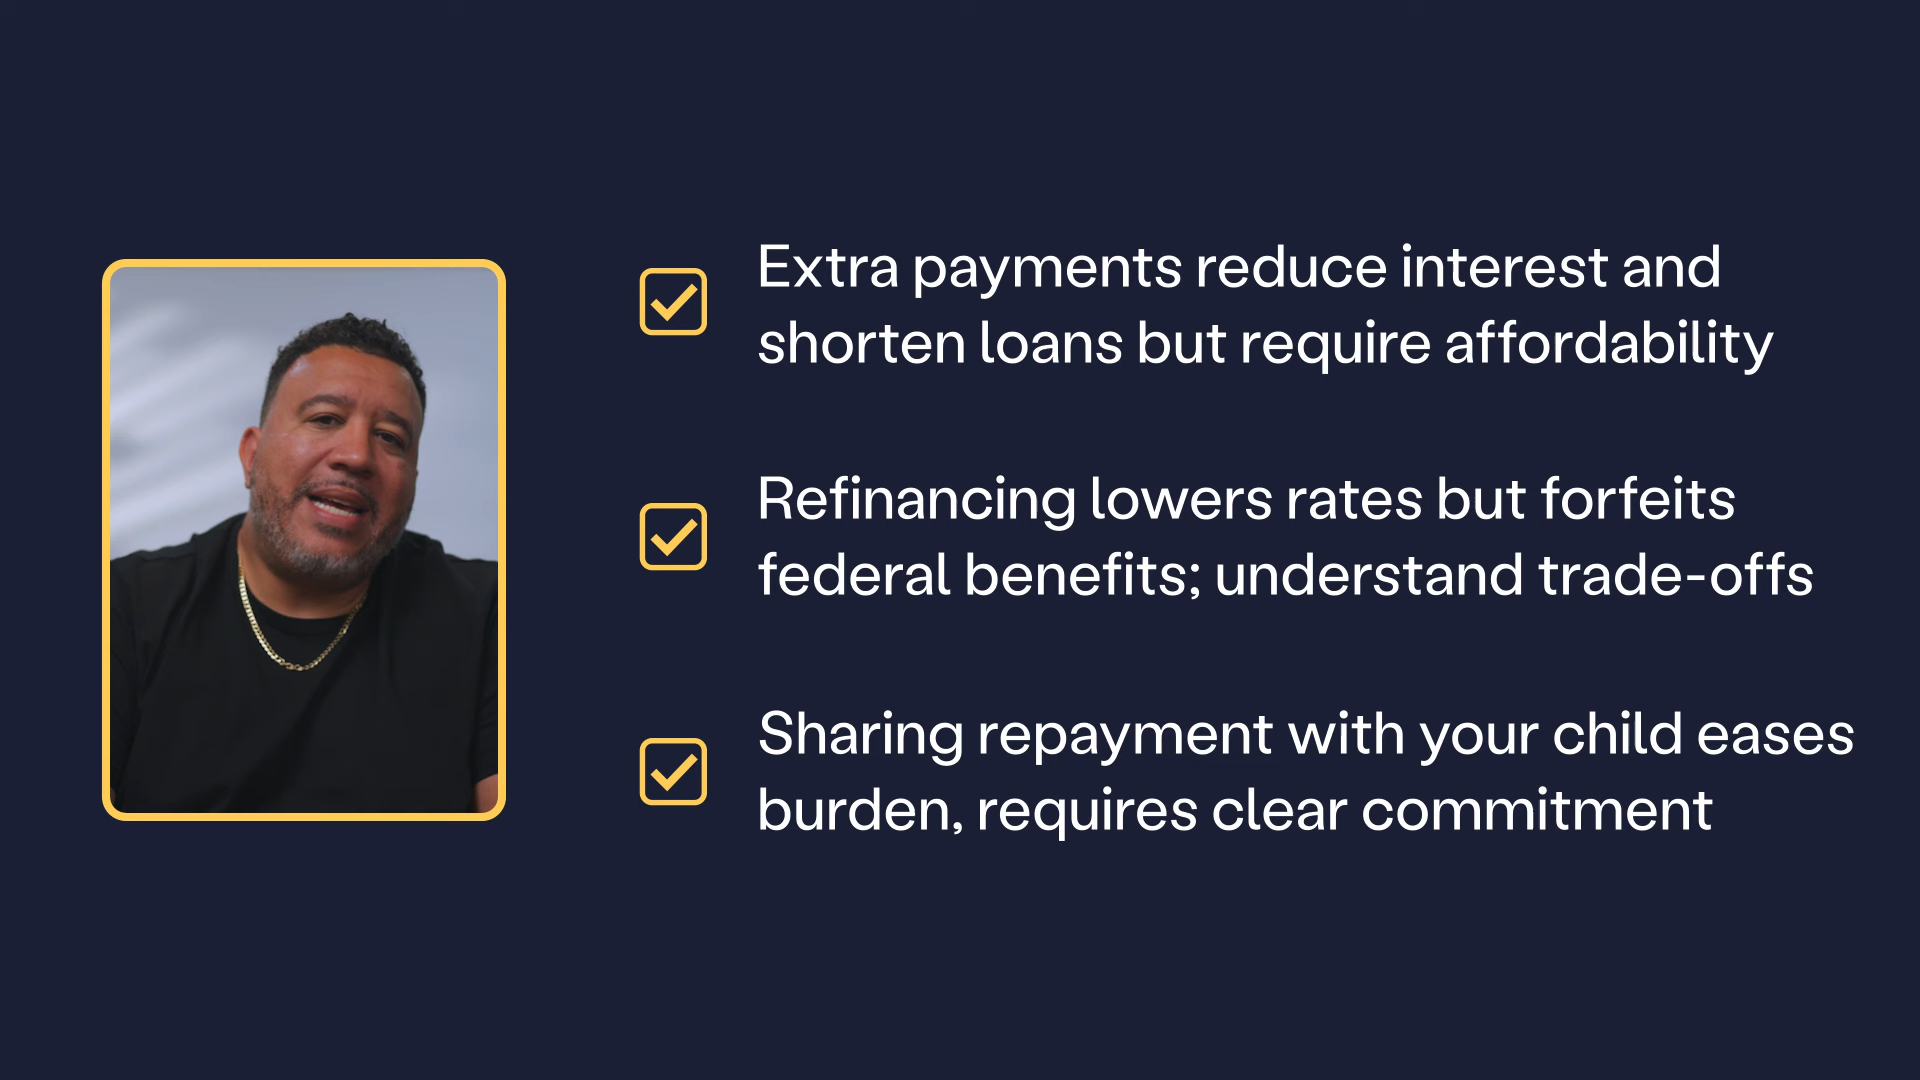 Extra payments reduce interest and
shorten loans but require affordability
Refinancing lowers rates but forfeits
federal benefits; understand trade-offs
Sharing repayment with your child eases
burden, requires clear commitment